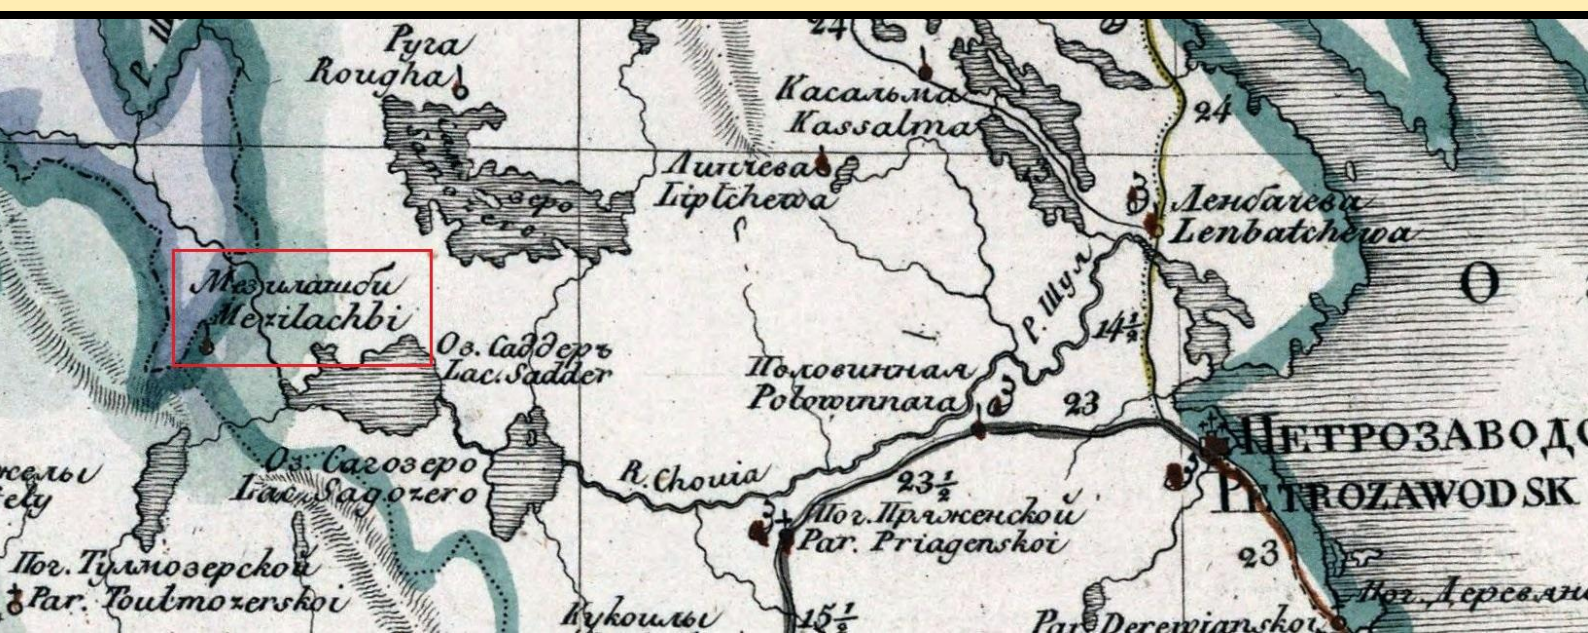 24
Руга
Rougha
Касальма
Kassalma
24
Липчева
Liptchewa
Ленбачева
Lenbatchewa
О
Мезилашби
Mezilachbi
Р. Шуя
14½
Оз. Саддеръ
Lac. Sadder
Половинная
Polowinnaia
23
ПЕТРОЗАВОД
PETROZAWODSK
Оз. Сагозеро
Lac. Sagozero
R. Chouia
23½
Пог. Пряженской
Par. Priagenskoi
23
Пог. Тулмозерской
Par. Toulmozerskoi
Кукоилы
15½
Пог. Деревян
Par. Derewianskoi